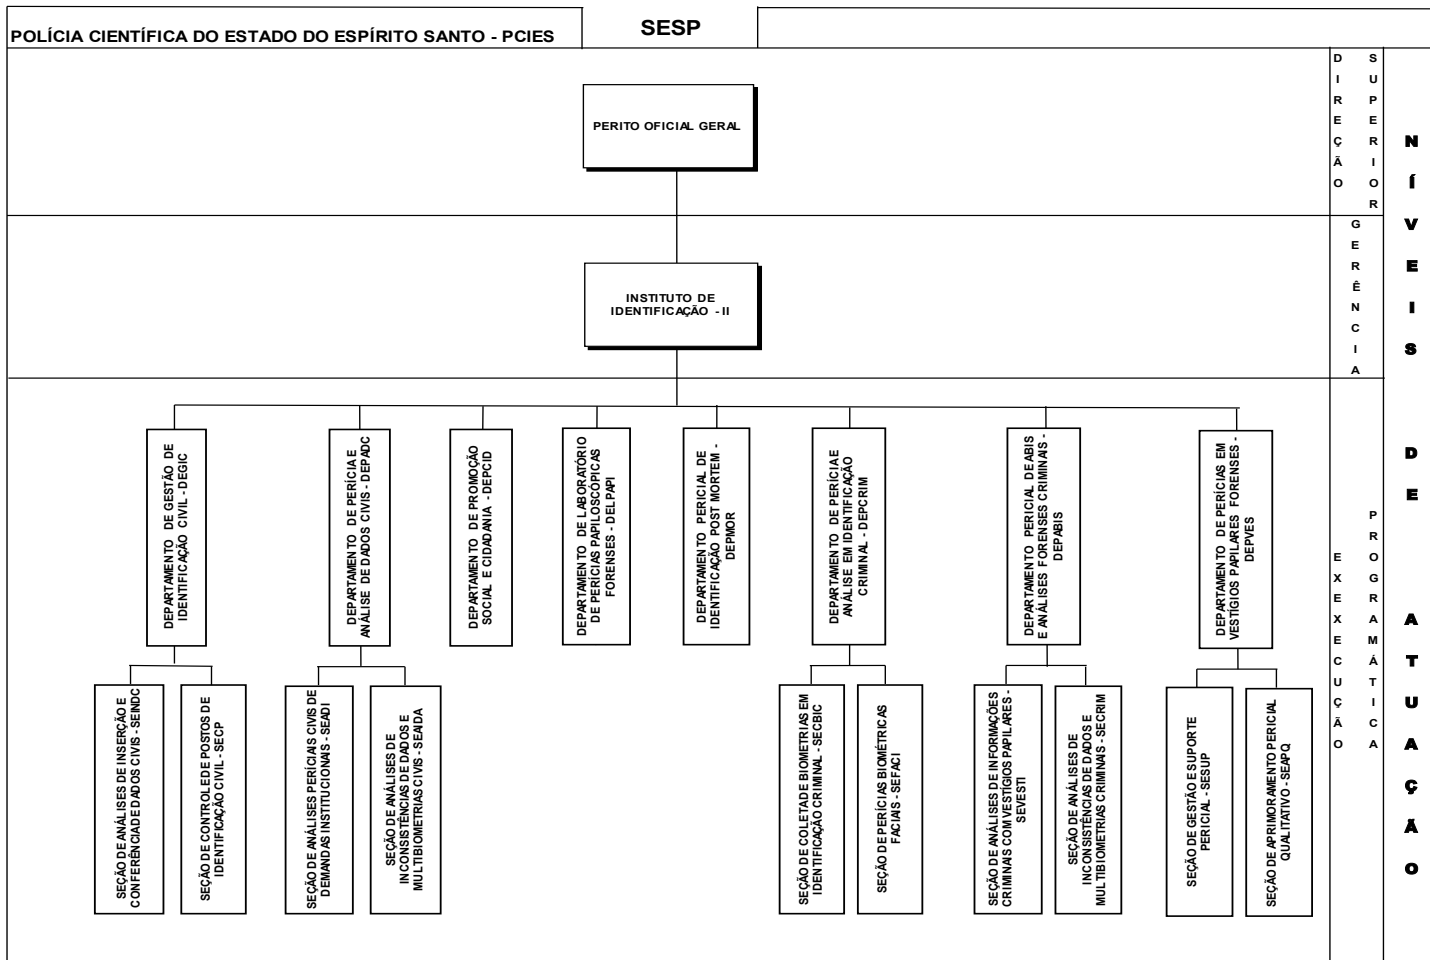 POLÍCIA CIENTÍFICA DO ESTADO DO ESPÍRITO SANTO - PCIES
SESP
PERITO OFICIAL GERAL
INSTITUTO DE
IDENTIFICAÇÃO - II
DEPARTAMENTO DE GESTÃO DE
IDENTIFICAÇÃO CIVIL - DEGIC
DEPARTAMENTO DE PERÍCIA E
ANÁLISE DE DADOS CIVIS - DEPADC
DEPARTAMENTO DE PROMOÇÃO
SOCIAL E CIDADANIA - DEPCID
DEPARTAMENTO DE LABORATÓRIO
DE PERÍCIAS PAPILOSCÓPICAS
FORENSES - DELPAPI
DEPARTAMENTO PERICIAL DE
IDENTIFICAÇÃO POST MORTEM -
DEPMOR
DEPARTAMENTO DE PERÍCIA E
ANÁLISE EM IDENTIFICAÇÃO
CRIMINAL - DEPCRIM
DEPARTAMENTO PERICIAL DE ABIS
E ANÁLISES FORENSES CRIMINAIS -
DEPABIS
DEPARTAMENTO DE PERÍCIAS EM
VESTÍGIOS PAPILARES FORENSES -
DEPVES
SEÇÃO DE ANÁLISES DE INSERÇÃO E
CONFERÊNCIA DE DADOS CIVIS - SEINDC
SEÇÃO DE CONTROLE DE POSTOS DE
IDENTIFICAÇÃO CIVIL - SECP
SEÇÃO DE ANÁLISES PERÍCIAIS CIVIS DE
DEMANDAS INSTITUCIONAIS - SEADI
SEÇÃO DE ANÁLISES DE
INCONSISTÊNCIAS DE DADOS E
MULTIBIOMETRIAS CIVIS - SEAIDA
SEÇÃO DE COLETA DE BIOMETRIAS EM
IDENTIFICAÇÃO CRIMINAL - SECBIC
SEÇÃO DE PERÍCIAS BIOMÉTRICAS
FACIAIS - SEFACI
SEÇÃO DE ANÁLISES DE INFORMAÇÕES
CRIMINAIS COM VESTÍGIOS PAPILARES -
SEVESTI
SEÇÃO DE ANÁLISES DE
INCONSISTÊNCIAS DE DADOS E
MULTIBIOMETRIAS CRIMINAIS - SECRIM
SEÇÃO DE GESTÃO E SUPORTE
PERICIAL - SESUP
SEÇÃO DE APRIMORAMENTO PERICIAL
QUALITATIVO - SEAPQ
DIREÇÃO
SUPERIOR
GERÊNCIA
EXEXECUÇÃO
PROGRAMÁTICA
NÍVEIS DE ATUAÇÃO